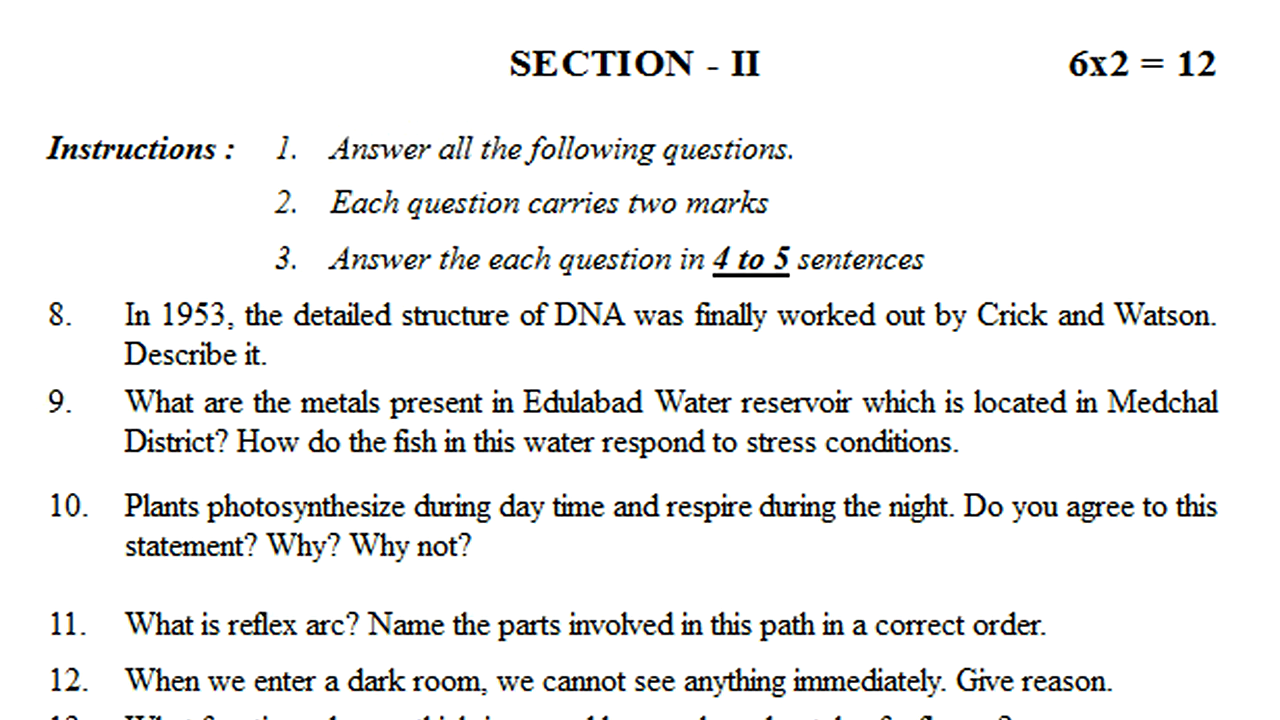 SECTION - II 6x2 = 12
Instructions : 1. Answer all the following questions.
2. Each question carries two marks
3. Answer the each question in 4 to 5 sentences
8. In 1953, the detailed structure of DNA was finally worked out by Crick and Watson.
Describe it.
9. What are the metals present in Edulabad Water reservoir which is located in Medchal
District? How do the fish in this water respond to stress conditions.
10. Plants photosynthesize during day time and respire during the night. Do you agree to this
statement? Why? Why not?
11. What is reflex arc? Name the parts involved in this path in a correct order.
12. When we enter a dark room, we cannot see anything immediately. Give reason.